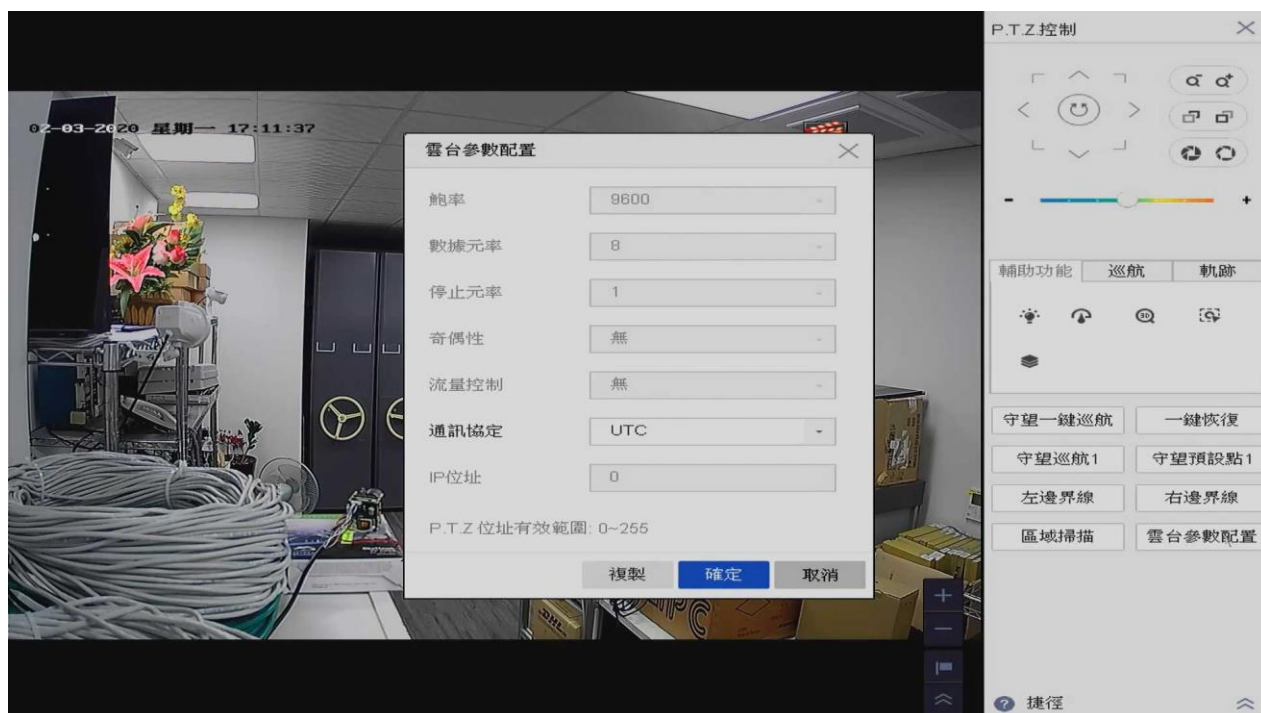 02-03-2020 星期一 17:11:37
雲台參數配置
鮑率 9600
數據元率 8
停止元率 1
奇偶性 無
流量控制 無
通訊協定 UTC
IP位址 0
P.T.Z 位址有效範圍: 0~255
複製 確定 取消
DHL
P.T.Z控制
輔助功能 巡航 軌跡
3D
守望一鍵巡航 一鍵恢復
守望巡航1 守望預設點1
左邊界線 右邊界線
區域掃描 雲台參數配置
? 捷徑